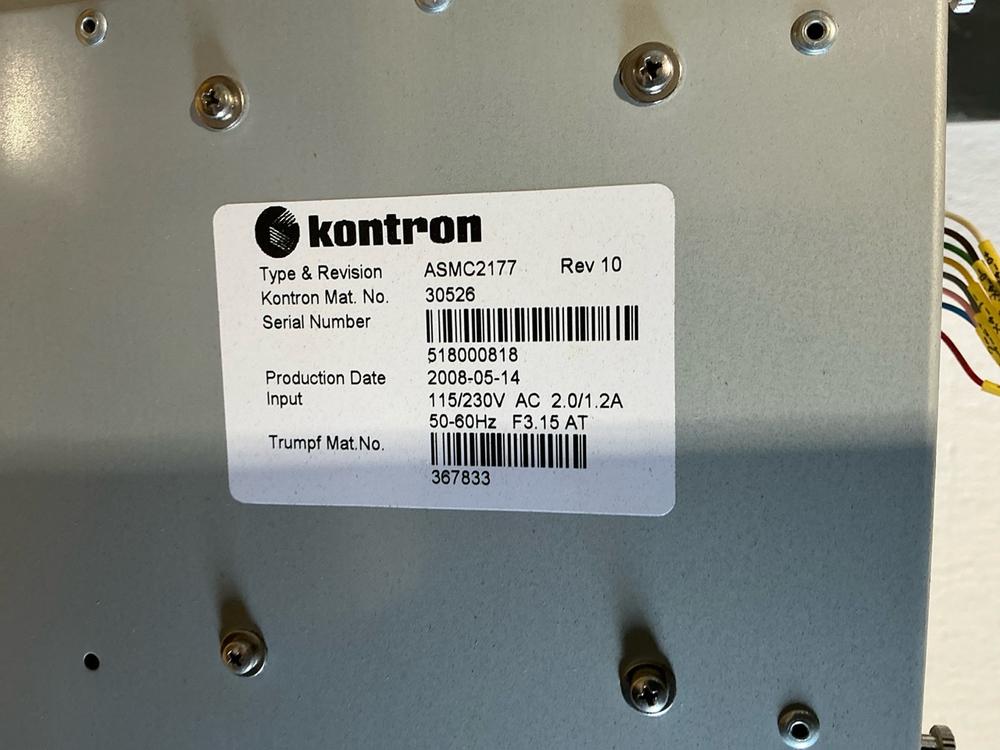 kontron
Type & Revision ASMC2177 Rev 10
Kontron Mat. No. 30526
Serial Number
518000818
Production Date 2008-05-14
Input 115/230V AC 2.0/1.2A
50-60Hz F3.15 AT
Trumpf Mat.No.
367833